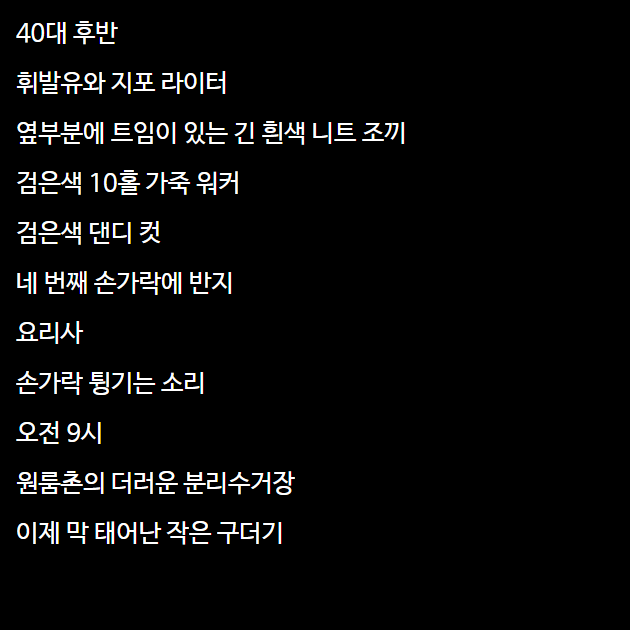 40대 후반
휘발유와 지포 라이터
옆부분에 트임이 있는 긴 흰색 니트 조끼
검은색 10홀 가죽 워커
검은색 댄디 컷
네 번째 손가락에 반지
요리사
손가락 튕기는 소리
오전 9시
원룸촌의 더러운 분리수거장
이제 막 태어난 작은 구더기